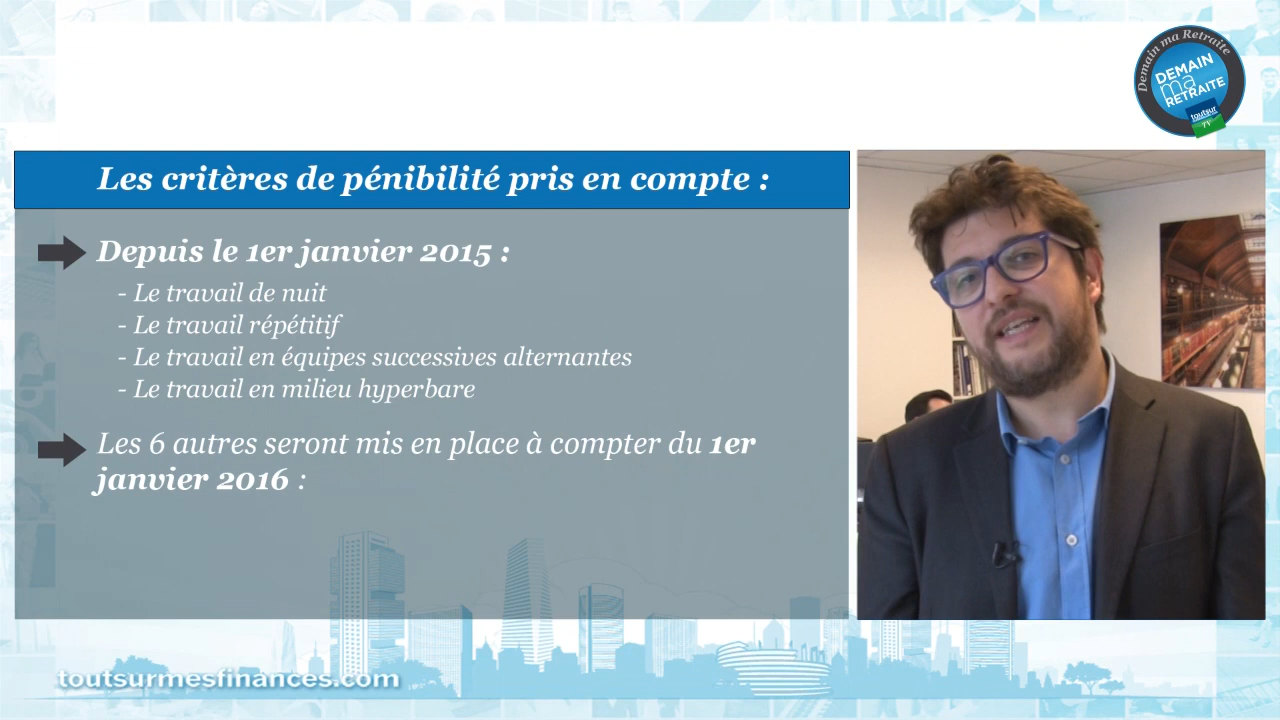 Demain ma Retraite
DEMAIN
ma
RETRAITE
toutsur
TV
Les critères de pénibilité pris en compte :
Depuis le 1er janvier 2015 :
- Le travail de nuit
- Le travail répétitif
- Le travail en équipes successives alternantes
- Le travail en milieu hyperbare
Les 6 autres seront mis en place à compter du 1er
janvier 2016 :
toutsurmesfinances.com